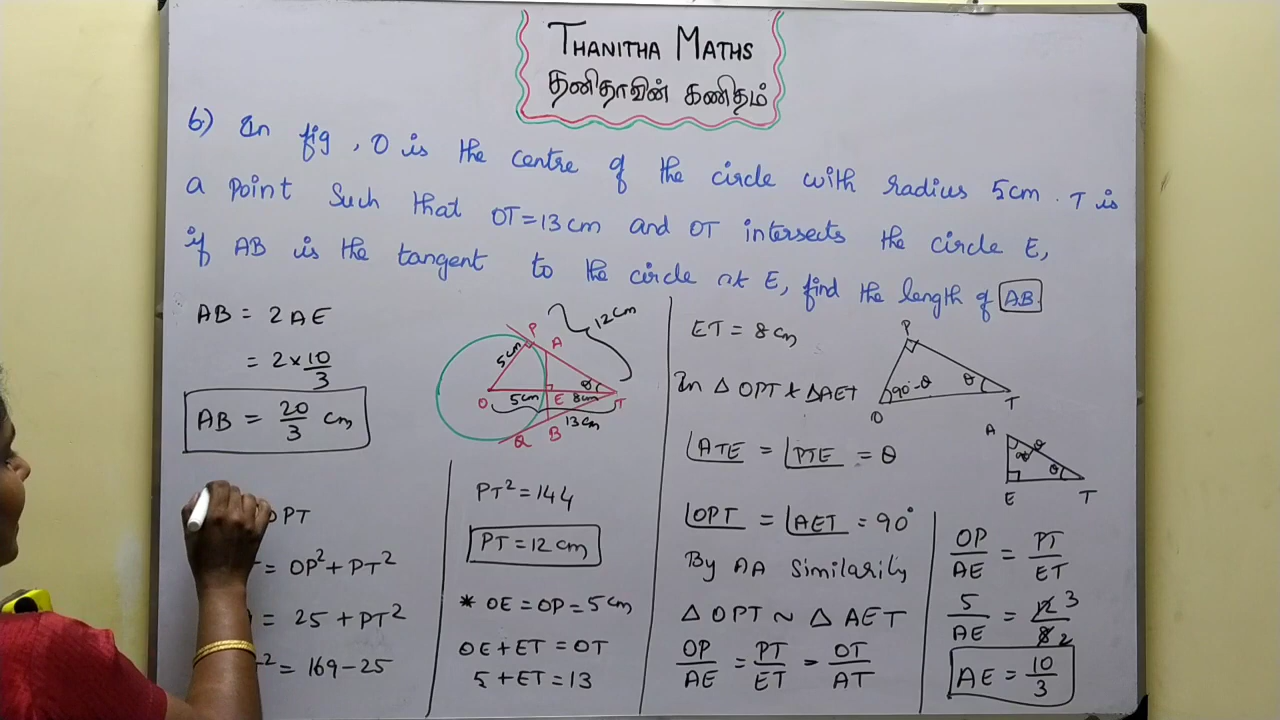 THANITHA MATHS
தனிதாவின் கணிதம்
6) In fig, O is the centre of the circle with radius 5cm. T is
a point Such that OT=13cm and OT intersects the circle E,
if AB is the tangent to the circle at E, find the length of AB.
AB = 2AE
= 2×10/3
AB = 20/3 cm
OPT
= OP²+PT²
= 25 + PT²
²= 169-25
P
A
12cm
5cm
θ
O
5cm
E
8cm
T
13cm
Q
B
PT²=144
PT=12cm
* OE=OP=5cm
OE+ET=OT
5+ET=13
ET = 8cm
In △OPT & △AET
∠ATE = ∠PTE = θ
∠OPT = ∠AET = 90°
By AA Similarity
△OPT ~ △AET
OP/AE = PT/ET = OT/AT
P
90°-θ
θ
O
T
A
θ
E
T
OP/AE = PT/ET
5/AE = 12 3/8 2
AE = 10/3